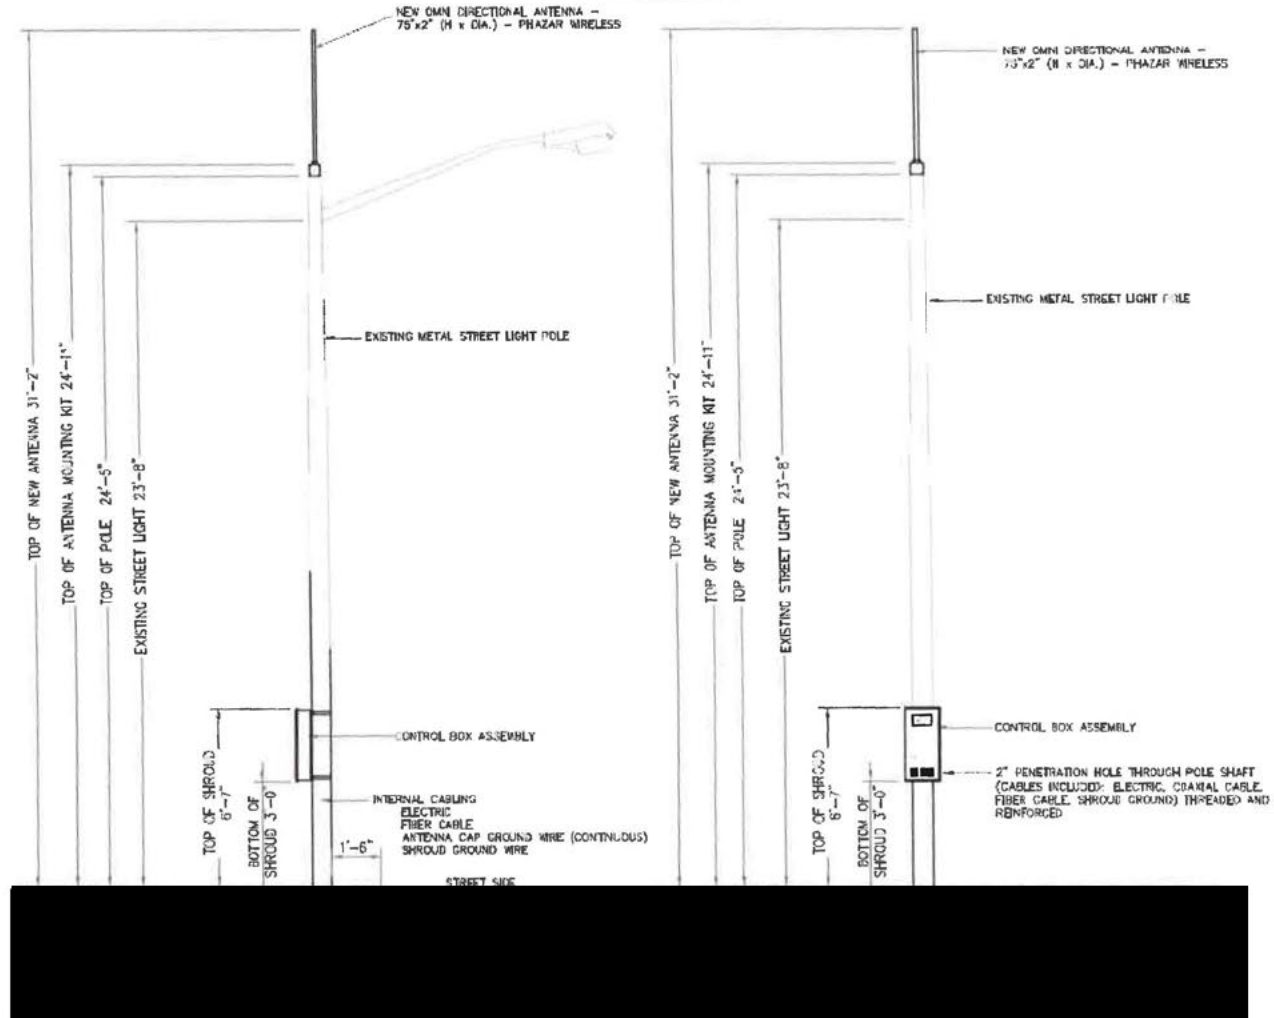 NEW OMNI DIRECTIONAL ANTENNA –
75"x2" (H x DIA.) – PHAZAR WIRELESS
EXISTING METAL STREET LIGHT POLE
TOP OF NEW ANTENNA 31'-2"
TOP OF ANTENNA MOUNTING KIT 24'-11"
TOP OF POLE 24'-5"
EXISTING STREET LIGHT 23'-8"
TOP OF SHROUD
6'-7"
BOTTOM OF
SHROUD 3'-0"
CONTROL BOX ASSEMBLY
INTERNAL CABLING
ELECTRIC
FIBER CABLE
ANTENNA CAP GROUND WIRE (CONTINUOUS)
SHROUD GROUND WIRE
1'-6"
STREET SIDE
NEW OMNI DIRECTIONAL ANTENNA –
75"x2" (H x DIA.) – PHAZAR WIRELESS
EXISTING METAL STREET LIGHT POLE
TOP OF NEW ANTENNA 31'-2"
TOP OF ANTENNA MOUNTING KIT 24'-11"
TOP OF POLE 24'-5"
EXISTING STREET LIGHT 23'-8"
TOP OF SHROUD
6'-7"
BOTTOM OF
SHROUD 3'-0"
CONTROL BOX ASSEMBLY
2" PENETRATION HOLE THROUGH POLE SHAFT
(CABLES INCLUDED: ELECTRIC, COAXIAL CABLE,
FIBER CABLE, SHROUD GROUND) THREADED AND
REINFORCED